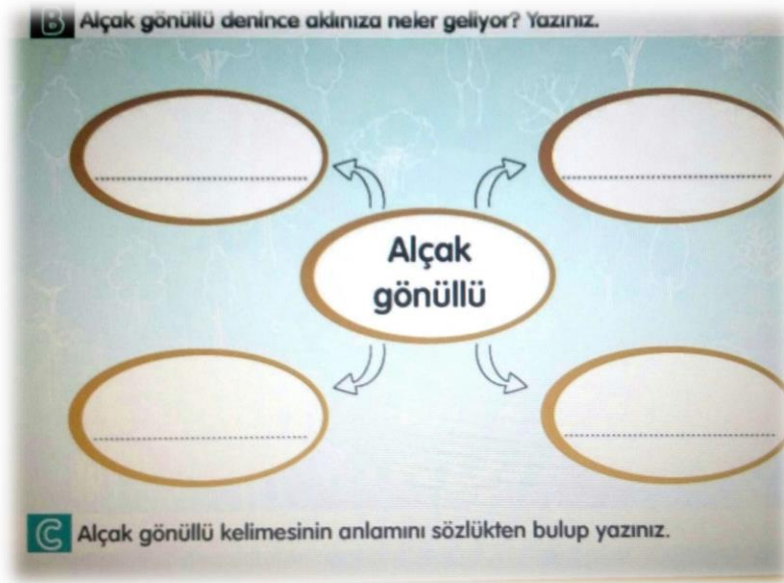 B Alçak gönüllü denince aklınıza neler geliyor? Yazınız.
Alçak
gönüllü
C Alçak gönüllü kelimesinin anlamını sözlükten bulup yazınız.